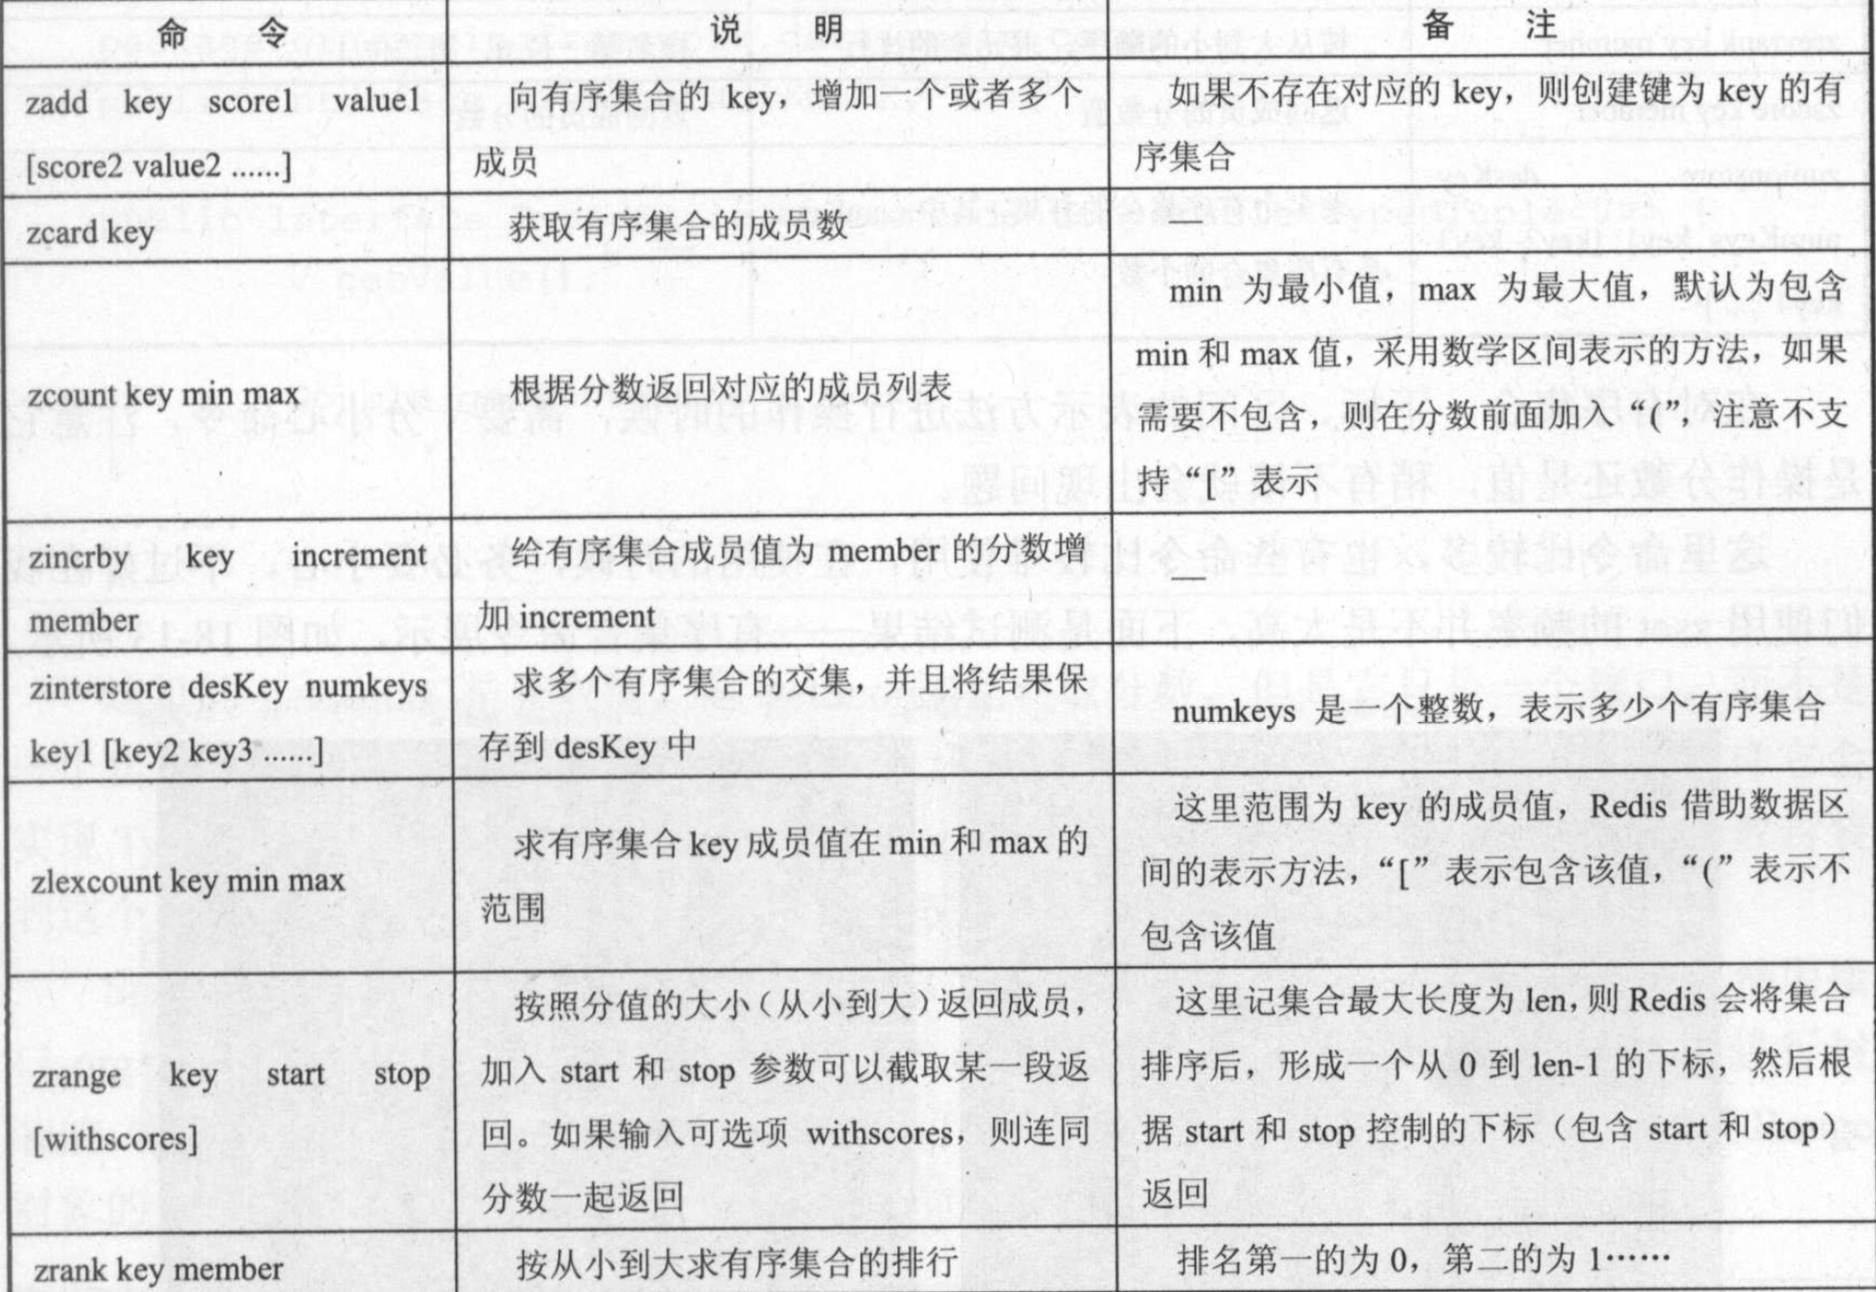 命 令 说 明 备 注
zadd key score1 value1
[score2 value2 ......]
向有序集合的 key，增加一个或者多个
成员
如果不存在对应的 key，则创建键为 key 的有
序集合
zcard key
获取有序集合的成员数
—
zcount key min max
根据分数返回对应的成员列表
min 为最小值，max 为最大值，默认为包含
min 和 max 值，采用数学区间表示的方法，如果
需要不包含，则在分数前面加入“(”，注意不支
持“[”表示
zincrby key increment
member
给有序集合成员值为 member 的分数增
加 increment
—
zinterstore desKey numkeys
key1 [key2 key3 ......]
求多个有序集合的交集，并且将结果保
存到 desKey 中
numkeys 是一个整数，表示多少个有序集合
zlexcount key min max
求有序集合 key 成员值在 min 和 max 的
范围
这里范围为 key 的成员值，Redis 借助数据区
间的表示方法，“[”表示包含该值，“(”表示不
包含该值
zrange key start stop
[withscores]
按照分值的大小（从小到大）返回成员，
加入 start 和 stop 参数可以截取某一段返
回。如果输入可选项 withscores，则连同
分数一起返回
这里记集合最大长度为 len，则 Redis 会将集合
排序后，形成一个从 0 到 len-1 的下标，然后根
据 start 和 stop 控制的下标（包含 start 和 stop）
返回
zrank key member
按从小到大求有序集合的排行
排名第一的为 0，第二的为 1……